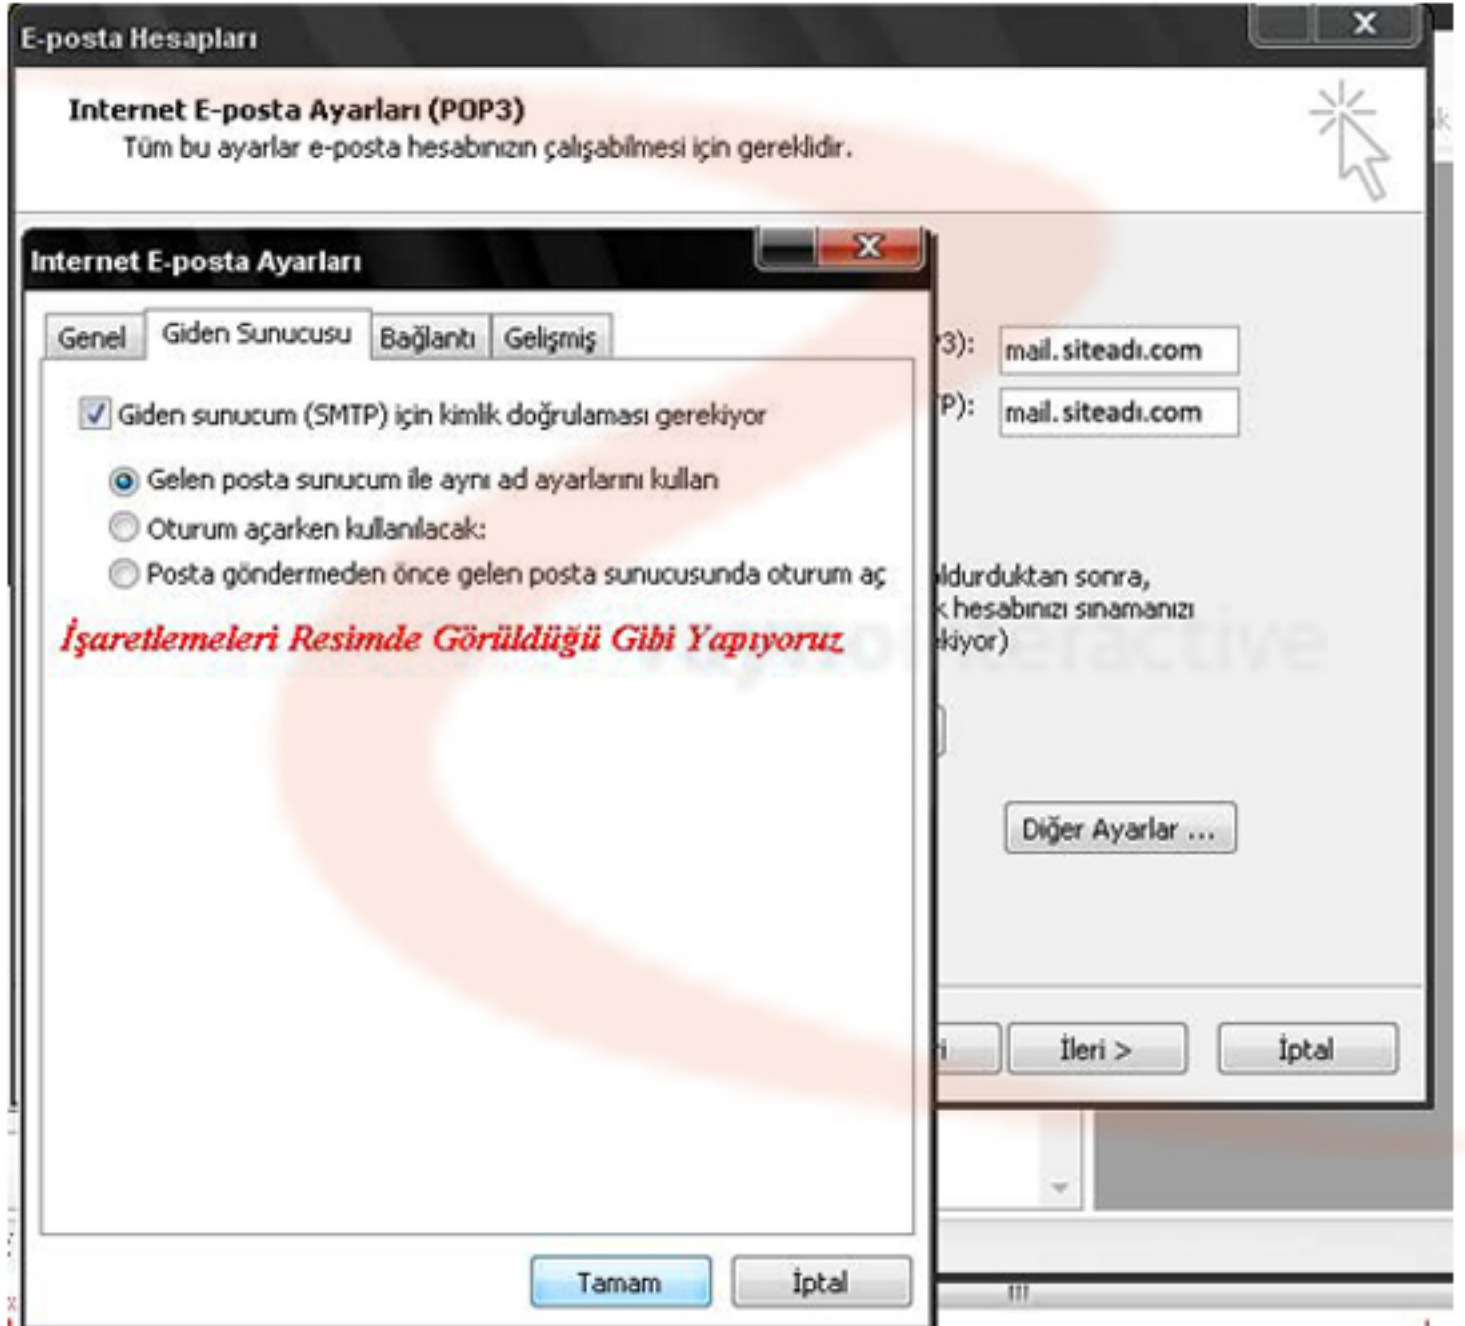 E-posta Hesapları
Internet E-posta Ayarları (POP3)
Tüm bu ayarlar e-posta hesabınızın çalışabilmesi için gereklidir.
Internet E-posta Ayarları
Genel
Giden Sunucusu
Bağlantı
Gelişmiş
Giden sunucum (SMTP) için kimlik doğrulaması gerekiyor
Gelen posta sunucum ile aynı ad ayarlarını kullan
Oturum açarken kullanılacak:
Posta göndermeden önce gelen posta sunucusunda oturum aç
İşaretlemeleri Resimde Görüldüğü Gibi Yapıyoruz
Tamam
İptal
P3):
mail.siteadı.com
P):
mail.siteadı.com
oldurduktan sonra,
k hesabınızı sınamanızı
ekiyor)
Diğer Ayarlar ...
İleri >
İptal